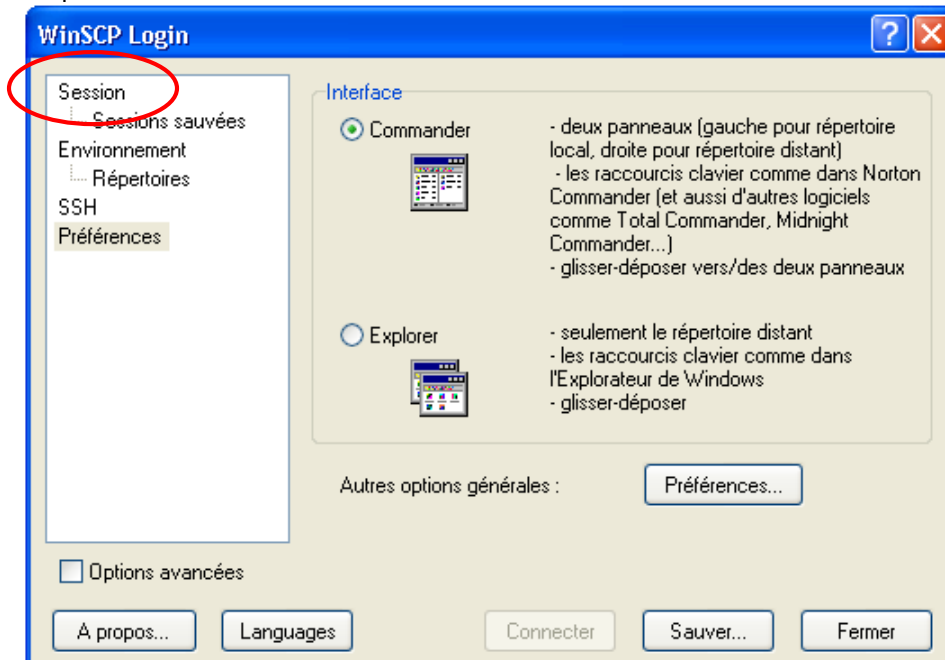 WinSCP Login
Session
Sessions sauvées
Environnement
Répertoires
SSH
Préférences
Interface
Commander
- deux panneaux (gauche pour répertoire
local, droite pour répertoire distant)
- les raccourcis clavier comme dans Norton
Commander (et aussi d'autres logiciels
comme Total Commander, Midnight
Commander...)
- glisser-déposer vers/des deux panneaux
Explorer
- seulement le répertoire distant
- les raccourcis clavier comme dans
l'Explorateur de Windows
- glisser-déposer
Autres options générales :
Préférences...
Options avancées
A propos...
Languages
Connecter
Sauver...
Fermer